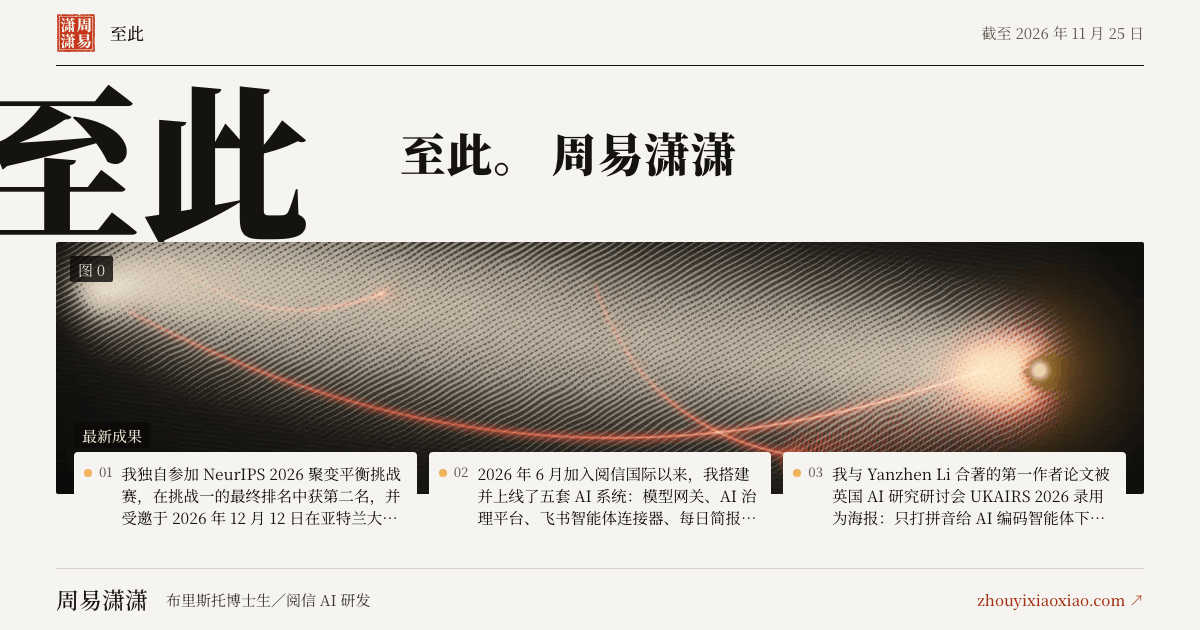 周易潇潇
至此
截至 2026 年 11 月 25 日
至此
至此。 周易潇潇
图 0
最新成果
01 我独自参加 NeurIPS 2026 聚变平衡挑战
赛，在挑战一的最终排名中获第二名，并
受邀于 2026 年 12 月 12 日在亚特兰大…
02 2026 年 6 月加入阅信国际以来，我搭建
并上线了五套 AI 系统：模型网关、AI 治
理平台、飞书智能体连接器、每日简报…
03 我与 Yanzhen Li 合著的第一作者论文被
英国 AI 研究研讨会 UKAIRS 2026 录用
为海报：只打拼音给 AI 编码智能体下…
周易潇潇 布里斯托博士生／阅信 AI 研发
zhouyixiaoxiao.com ↗